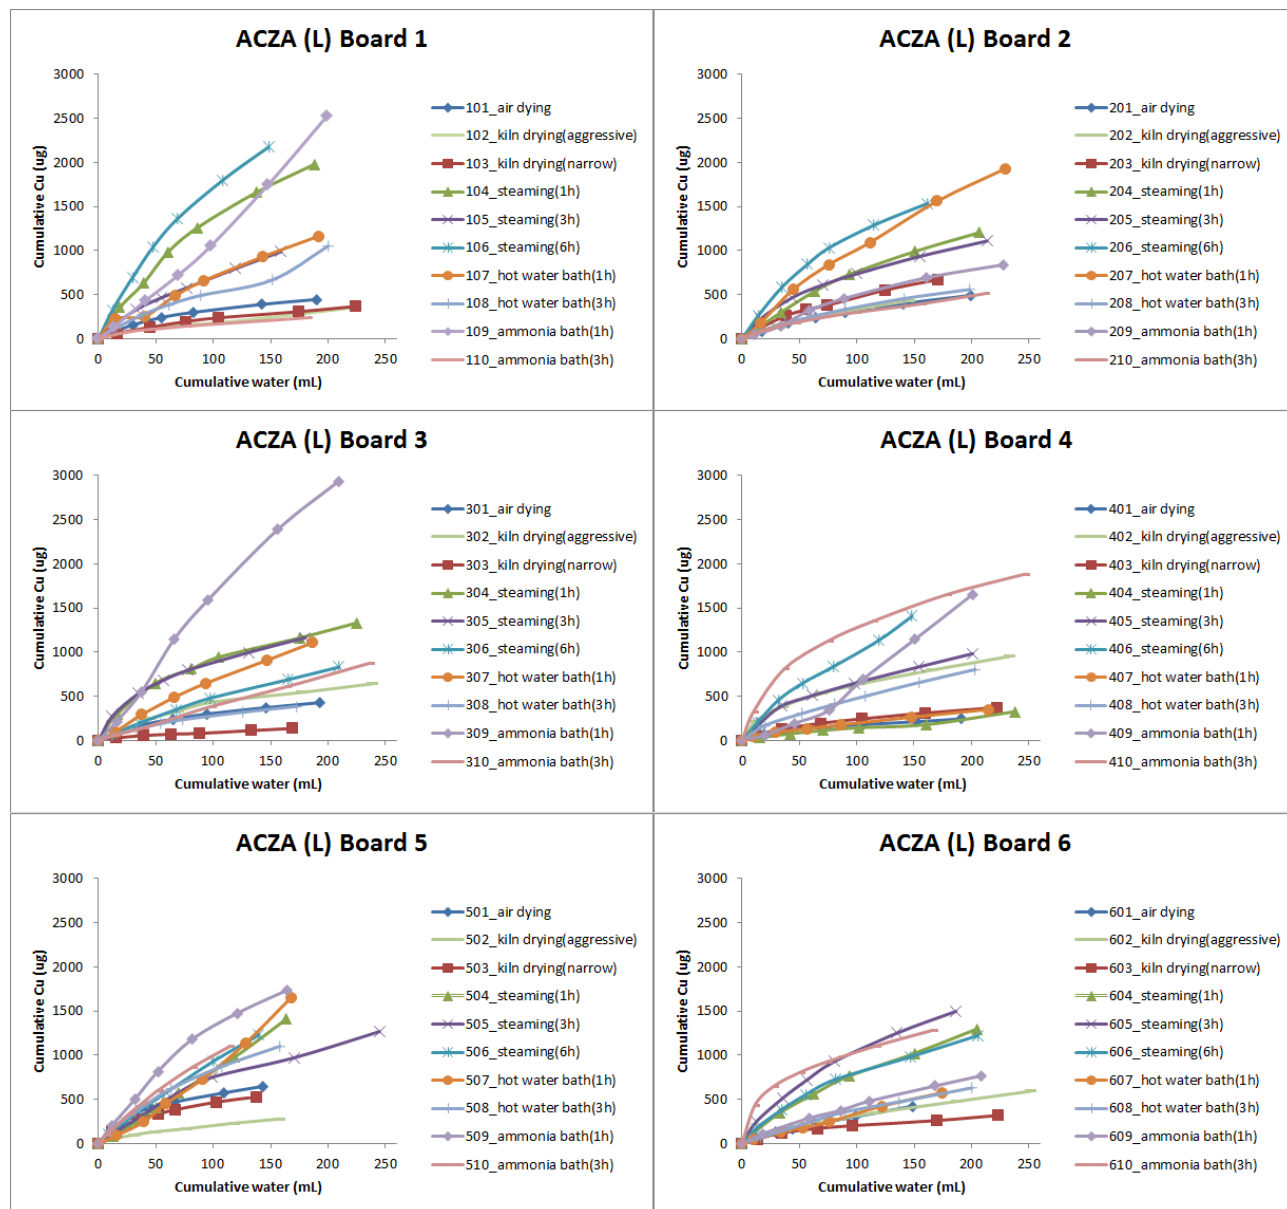 ACZA (L) Board 1
3000
2500
2000
1500
1000
500
0
Cumulative Cu (ug)
0 50 100 150 200 250
Cumulative water (mL)
101_air dying
102_kiln drying(aggressive)
103_kiln drying(narrow)
104_steaming(1h)
105_steaming(3h)
106_steaming(6h)
107_hot water bath(1h)
108_hot water bath(3h)
109_ammonia bath(1h)
110_ammonia bath(3h)
ACZA (L) Board 2
3000
2500
2000
1500
1000
500
0
Cumulative Cu (ug)
0 50 100 150 200 250
Cumulative water (mL)
201_air dying
202_kiln drying(aggressive)
203_kiln drying(narrow)
204_steaming(1h)
205_steaming(3h)
206_steaming(6h)
207_hot water bath(1h)
208_hot water bath(3h)
209_ammonia bath(1h)
210_ammonia bath(3h)
ACZA (L) Board 3
3000
2500
2000
1500
1000
500
0
Cumulative Cu (ug)
0 50 100 150 200 250
Cumulative water (mL)
301_air dying
302_kiln drying(aggressive)
303_kiln drying(narrow)
304_steaming(1h)
305_steaming(3h)
306_steaming(6h)
307_hot water bath(1h)
308_hot water bath(3h)
309_ammonia bath(1h)
310_ammonia bath(3h)
ACZA (L) Board 4
3000
2500
2000
1500
1000
500
0
Cumulative Cu (ug)
0 50 100 150 200 250
Cumulative water (mL)
401_air dying
402_kiln drying(aggressive)
403_kiln drying(narrow)
404_steaming(1h)
405_steaming(3h)
406_steaming(6h)
407_hot water bath(1h)
408_hot water bath(3h)
409_ammonia bath(1h)
410_ammonia bath(3h)
ACZA (L) Board 5
3000
2500
2000
1500
1000
500
0
Cumulative Cu (ug)
0 50 100 150 200 250
Cumulative water (mL)
501_air dying
502_kiln drying(aggressive)
503_kiln drying(narrow)
504_steaming(1h)
505_steaming(3h)
506_steaming(6h)
507_hot water bath(1h)
508_hot water bath(3h)
509_ammonia bath(1h)
510_ammonia bath(3h)
ACZA (L) Board 6
3000
2500
2000
1500
1000
500
0
Cumulative Cu (ug)
0 50 100 150 200 250
Cumulative water (mL)
601_air dying
602_kiln drying(aggressive)
603_kiln drying(narrow)
604_steaming(1h)
605_steaming(3h)
606_steaming(6h)
607_hot water bath(1h)
608_hot water bath(3h)
609_ammonia bath(1h)
610_ammonia bath(3h)